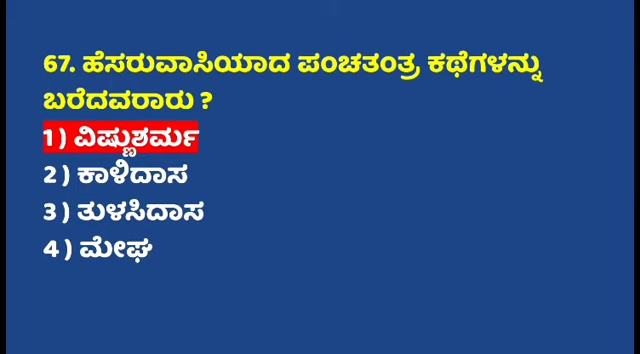 67. ಹೆಸರುವಾಸಿಯಾದ ಪಂಚತಂತ್ರ ಕಥೆಗಳನ್ನು
ಬರೆದವರಾರು ?
1 ) ವಿಷ್ಣುಶರ್ಮ
2 ) ಕಾಳಿದಾಸ
3 ) ತುಳಸಿದಾಸ
4 ) ಮೇಘ